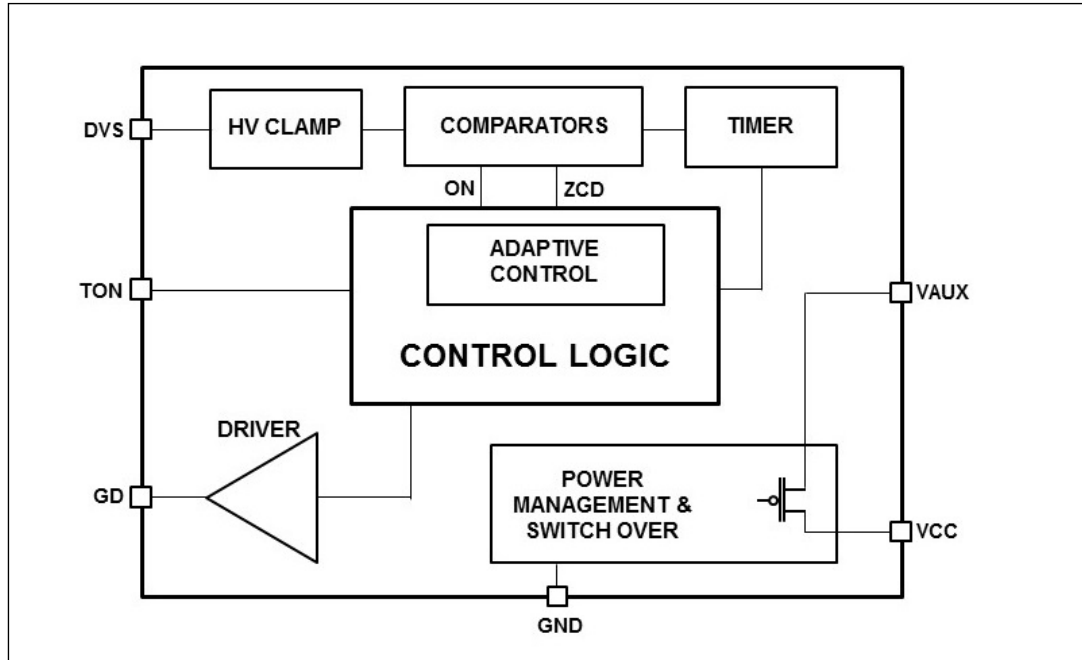 DVS
HV CLAMP
COMPARATORS
TIMER
ON
ZCD
TON
ADAPTIVE
CONTROL
CONTROL LOGIC
VAUX
DRIVER
GD
POWER
MANAGEMENT &
SWITCH OVER
VCC
GND